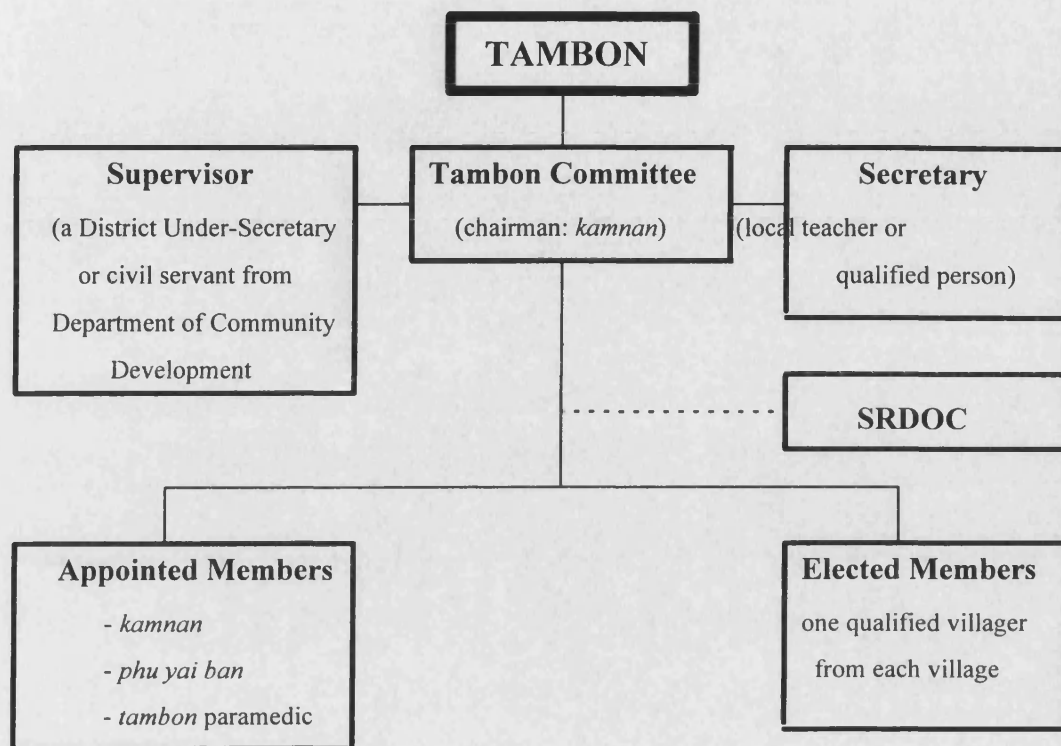 TAMBON
Supervisor
(a District Under-Secretary
or civil servant from
Department of Community
Development
Tambon Committee
(chairman: kamnan)
Secretary
(local teacher or
qualified person)
SRDOC
Appointed Members
- kamnan
- phu yai ban
- tambon paramedic
Elected Members
one qualified villager
from each village